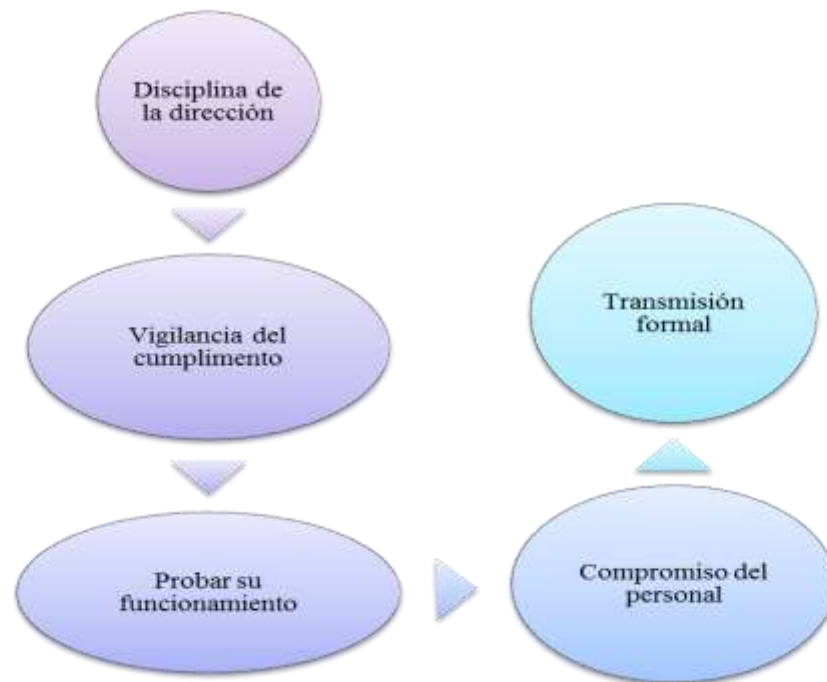 Disciplina de
la dirección
Vigilancia del
cumplimento
Probar su
funcionamiento
Compromiso del
personal
Transmisión
formal